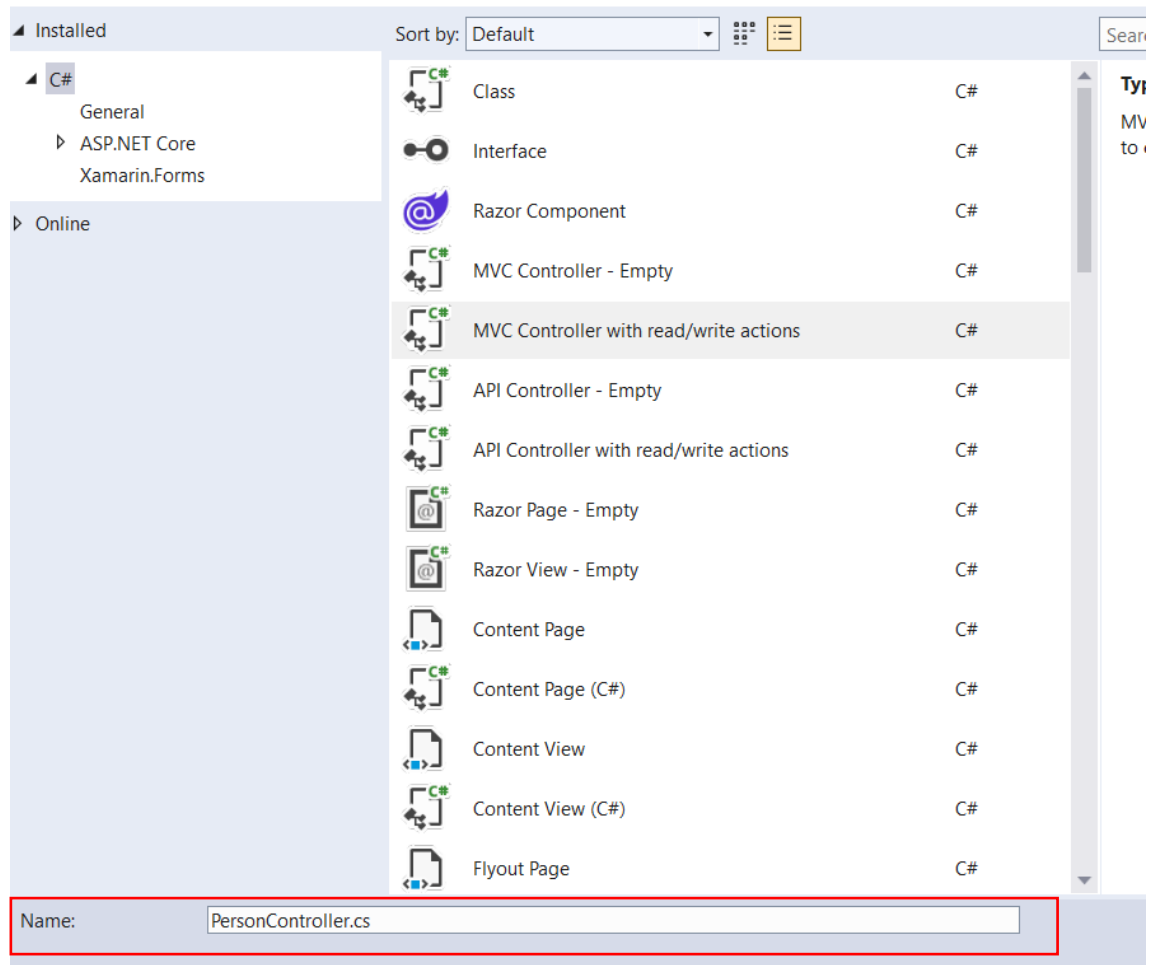 Installed
Sort by: Default
C#
General
ASP.NET Core
Xamarin.Forms
Online
Class C#
Interface C#
Razor Component C#
MVC Controller - Empty C#
MVC Controller with read/write actions C#
API Controller - Empty C#
API Controller with read/write actions C#
Razor Page - Empty C#
Razor View - Empty C#
Content Page C#
Content Page (C#) C#
Content View C#
Content View (C#) C#
Flyout Page C#
to
Name: PersonController.cs